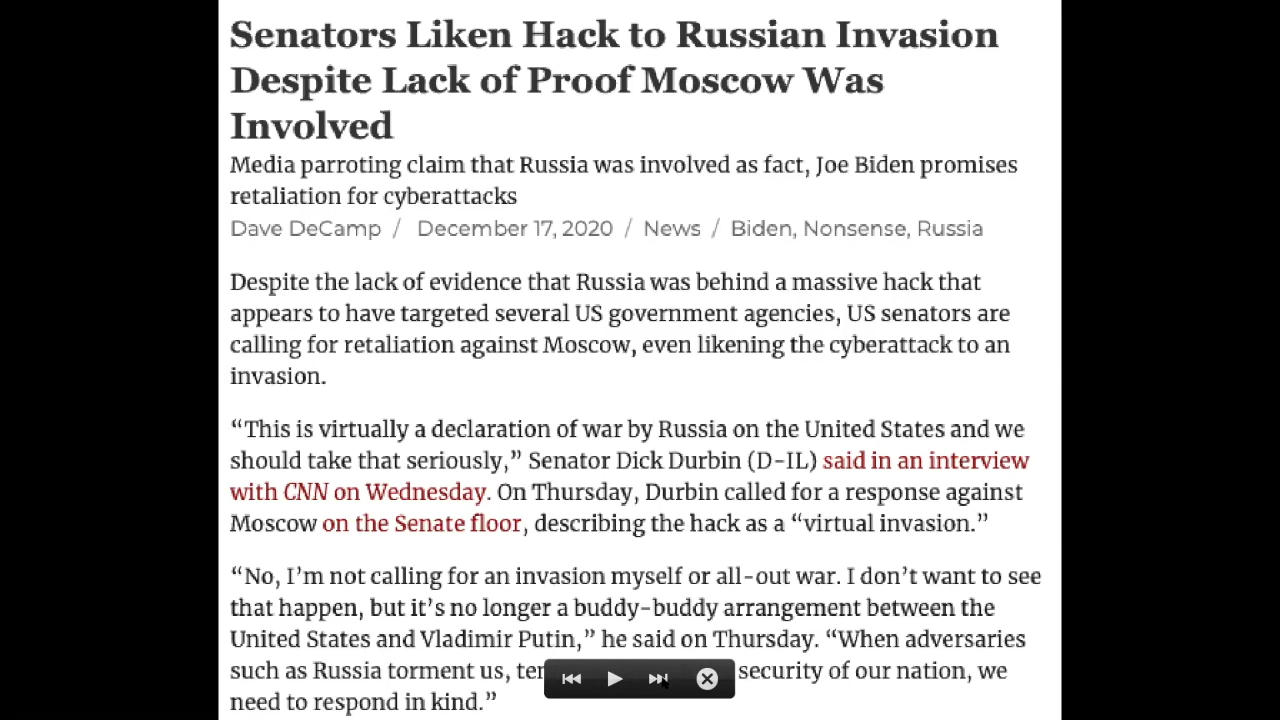 Senators Liken Hack to Russian Invasion
Despite Lack of Proof Moscow Was
Involved
Media parroting claim that Russia was involved as fact, Joe Biden promises
retaliation for cyberattacks
Dave DeCamp / December 17, 2020 / News / Biden, Nonsense, Russia
Despite the lack of evidence that Russia was behind a massive hack that
appears to have targeted several US government agencies, US senators are
calling for retaliation against Moscow, even likening the cyberattack to an
invasion.
“This is virtually a declaration of war by Russia on the United States and we
should take that seriously,” Senator Dick Durbin (D-IL) said in an interview
with CNN on Wednesday. On Thursday, Durbin called for a response against
Moscow on the Senate floor, describing the hack as a “virtual invasion.”
“No, I’m not calling for an invasion myself or all-out war. I don’t want to see
that happen, but it’s no longer a buddy-buddy arrangement between the
United States and Vladimir Putin,” he said on Thursday. “When adversaries
such as Russia torment us, security of our nation, we
need to respond in kind.”